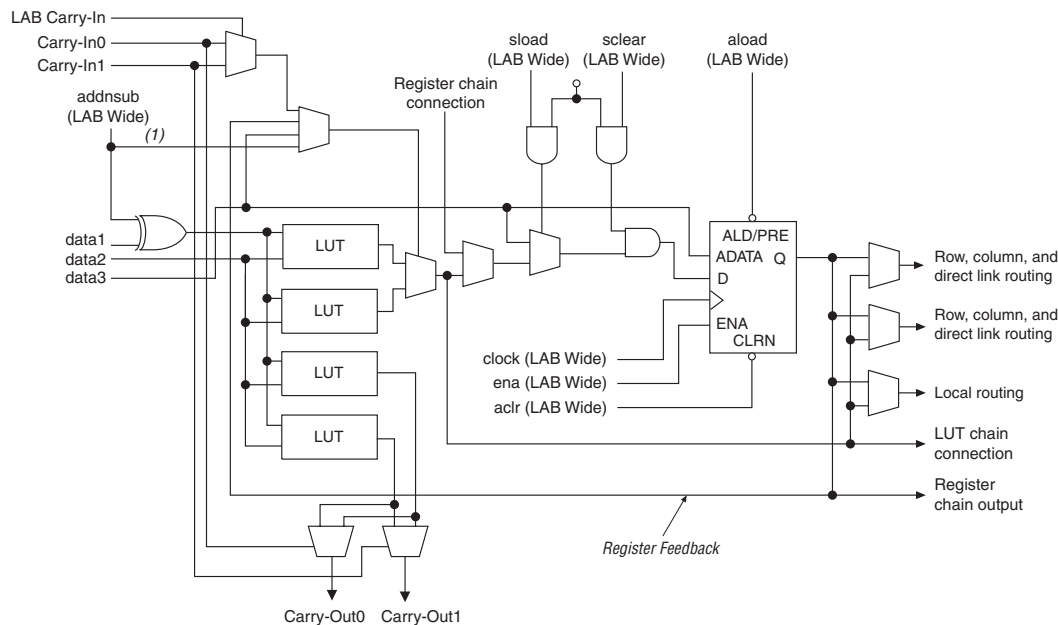 LAB Carry-In
Carry-In0
Carry-In1
addnsub
(LAB Wide)
(1)
data1
data2
data3
Register chain
connection
sload
(LAB Wide)
sclear
(LAB Wide)
aload
(LAB Wide)
LUT
LUT
LUT
LUT
ALD/PRE
ADATA
Q
D
ENA
CLRN
clock (LAB Wide)
ena (LAB Wide)
aclr (LAB Wide)
Row, column, and
direct link routing
Row, column, and
direct link routing
Local routing
LUT chain
connection
Register
chain output
Register Feedback
Carry-Out0
Carry-Out1